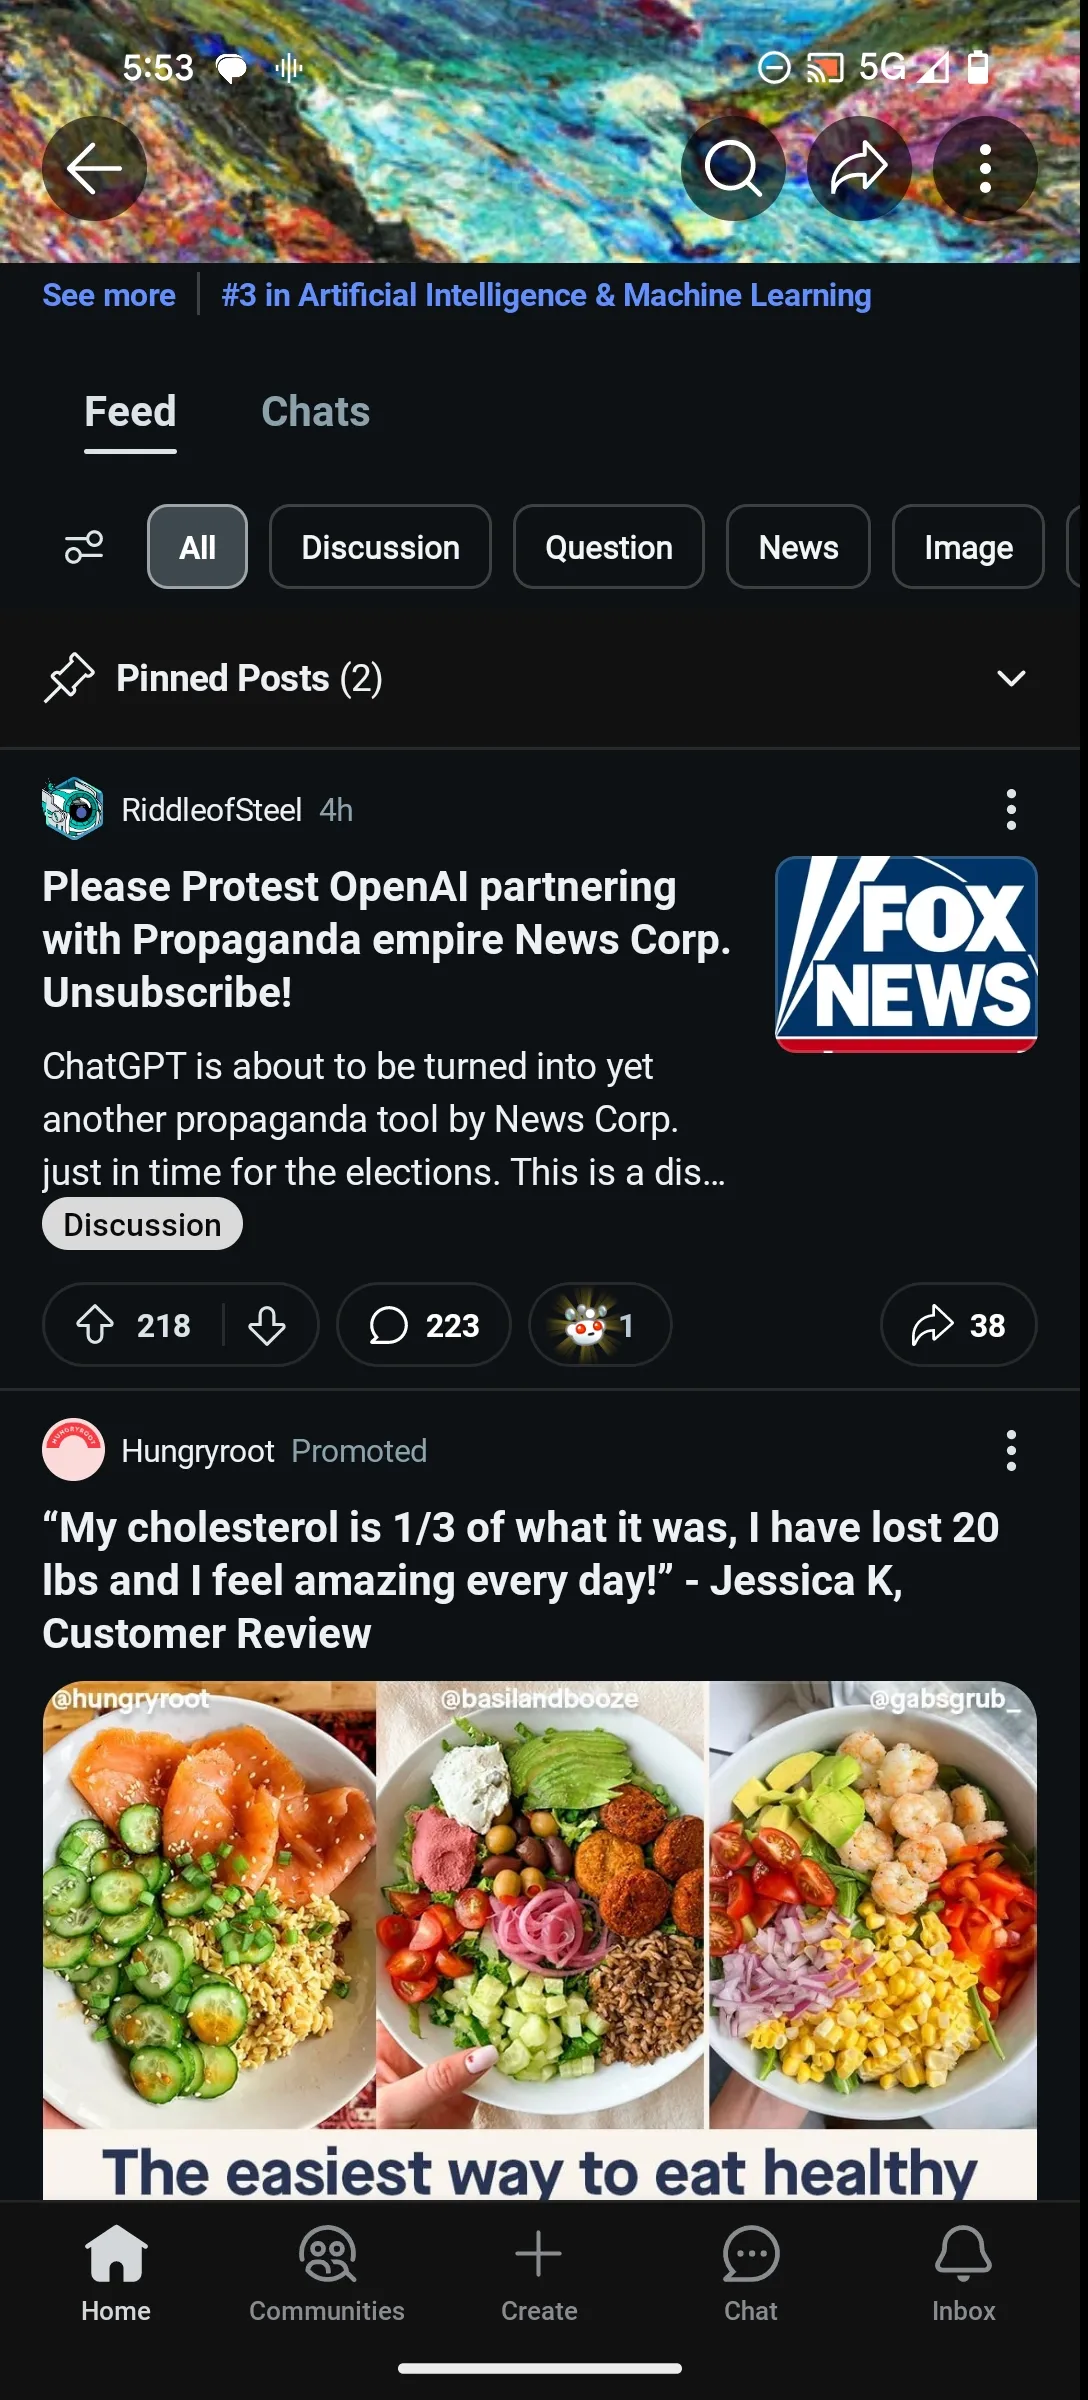 5:53
5G
See more
#3 in Artificial Intelligence & Machine Learning
Feed
Chats
All
Discussion
Question
News
Image
Pinned Posts (2)
RiddleofSteel 4h
Please Protest OpenAI partnering
with Propaganda empire News Corp.
Unsubscribe!
FOX
NEWS
ChatGPT is about to be turned into yet
another propaganda tool by News Corp.
just in time for the elections. This is a dis...
Discussion
218
223
1
38
HUNGRYROOT
Hungryroot Promoted
“My cholesterol is 1/3 of what it was, I have lost 20
lbs and I feel amazing every day!” - Jessica K,
Customer Review
@hungryroot
@basilandbooze
@gabsgrub_
The easiest way to eat healthy
Home
Communities
Create
Chat
Inbox